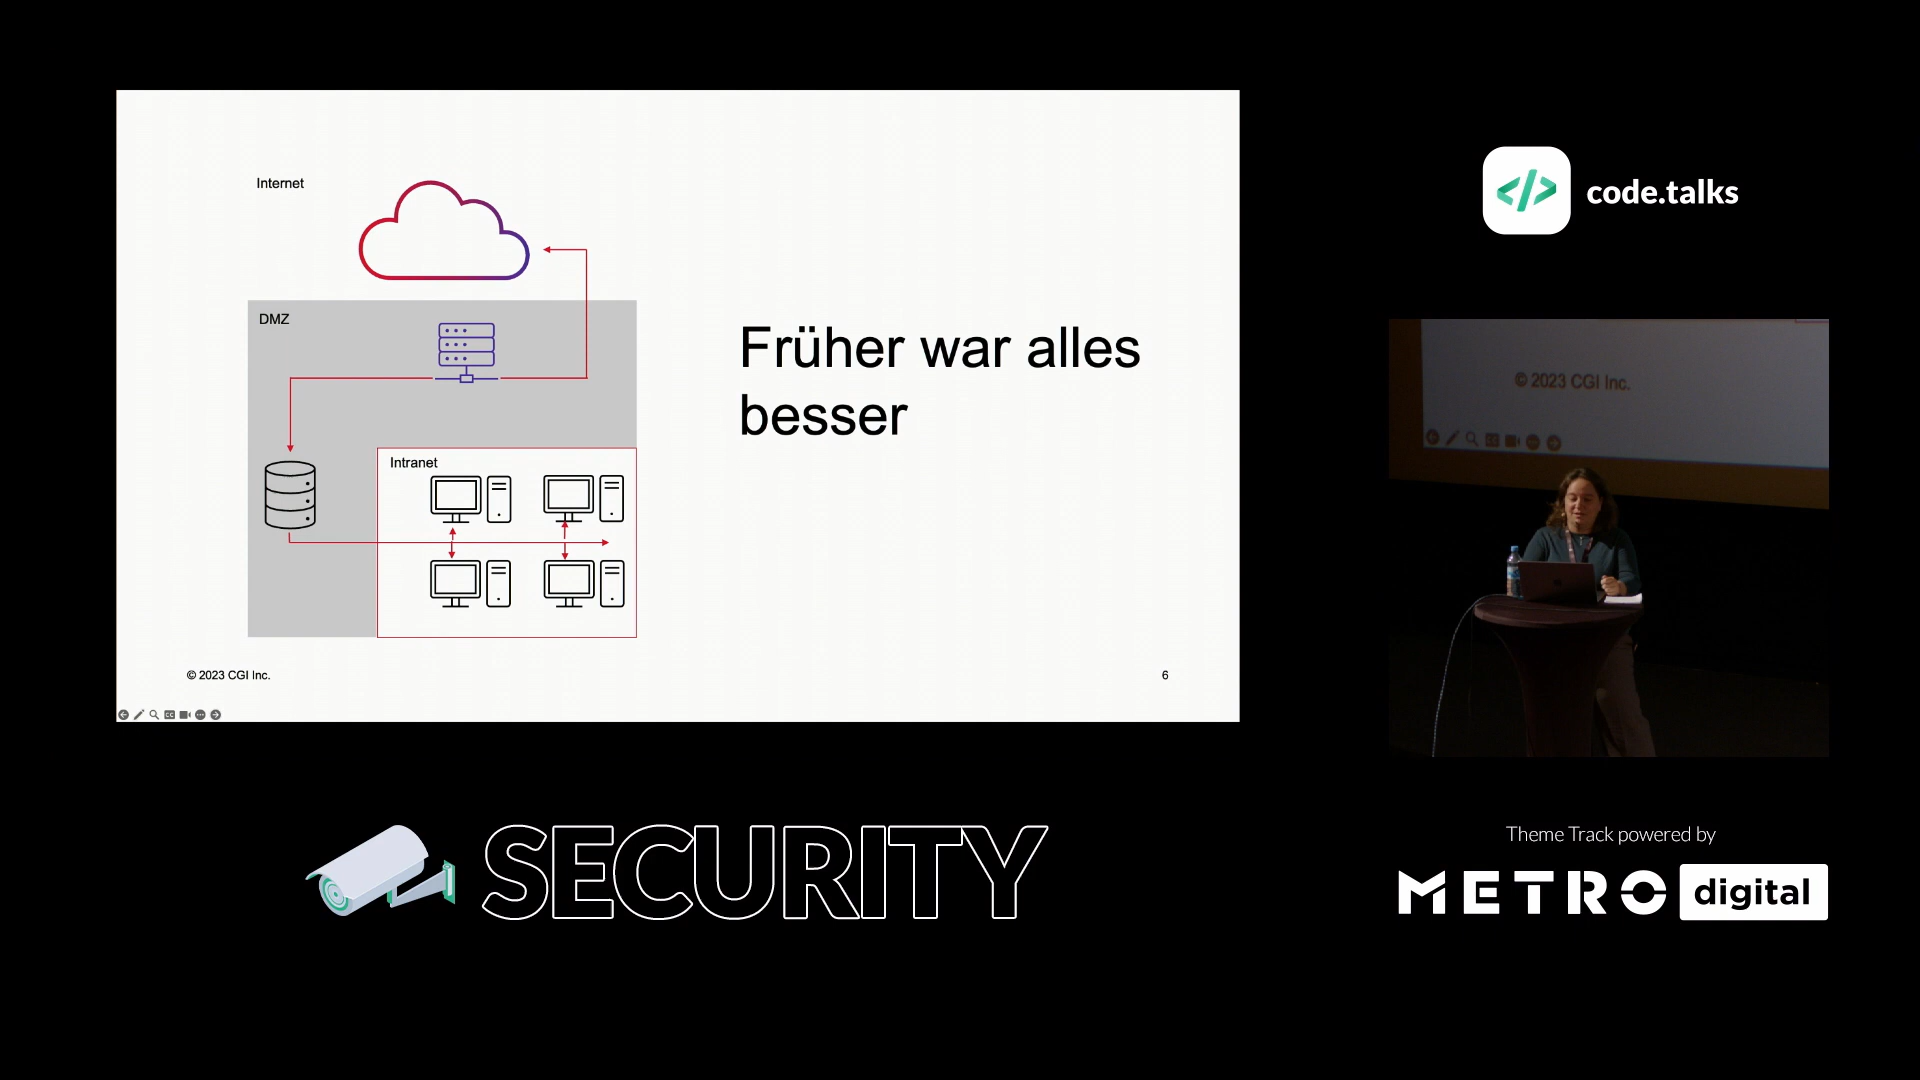 Internet
DMZ
Intranet
Früher war alles
besser
© 2023 CGI Inc.
6
</> code.talks
© 2023 CGI Inc.
SECURITY
Theme Track powered by
METRO digital